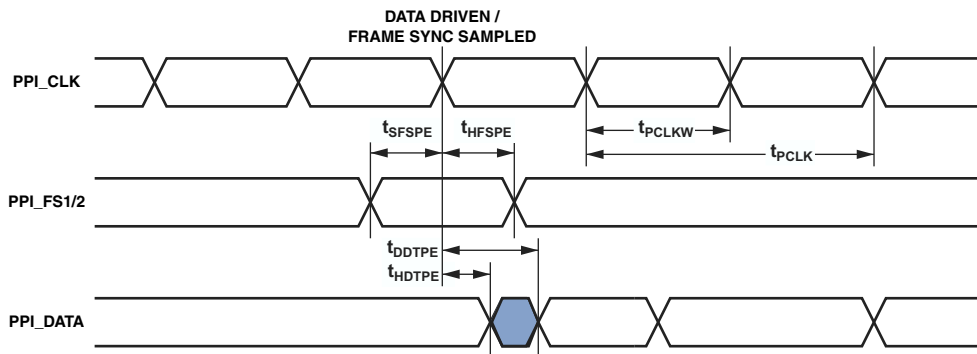 DATA DRIVEN /
FRAME SYNC SAMPLED
PPI_CLK
tSFSPE
tHFSPE
tPCLKW
tPCLK
PPI_FS1/2
tDDTPE
tHDTPE
PPI_DATA